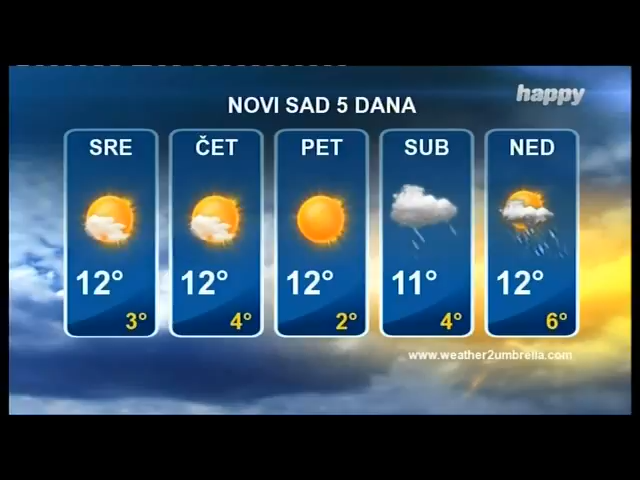 happy
NOVI SAD 5 DANA
SRE ČET PET SUB NED
12° 12° 12° 11° 12°
3° 4° 2° 4° 6°
www.weather2umbrella.com